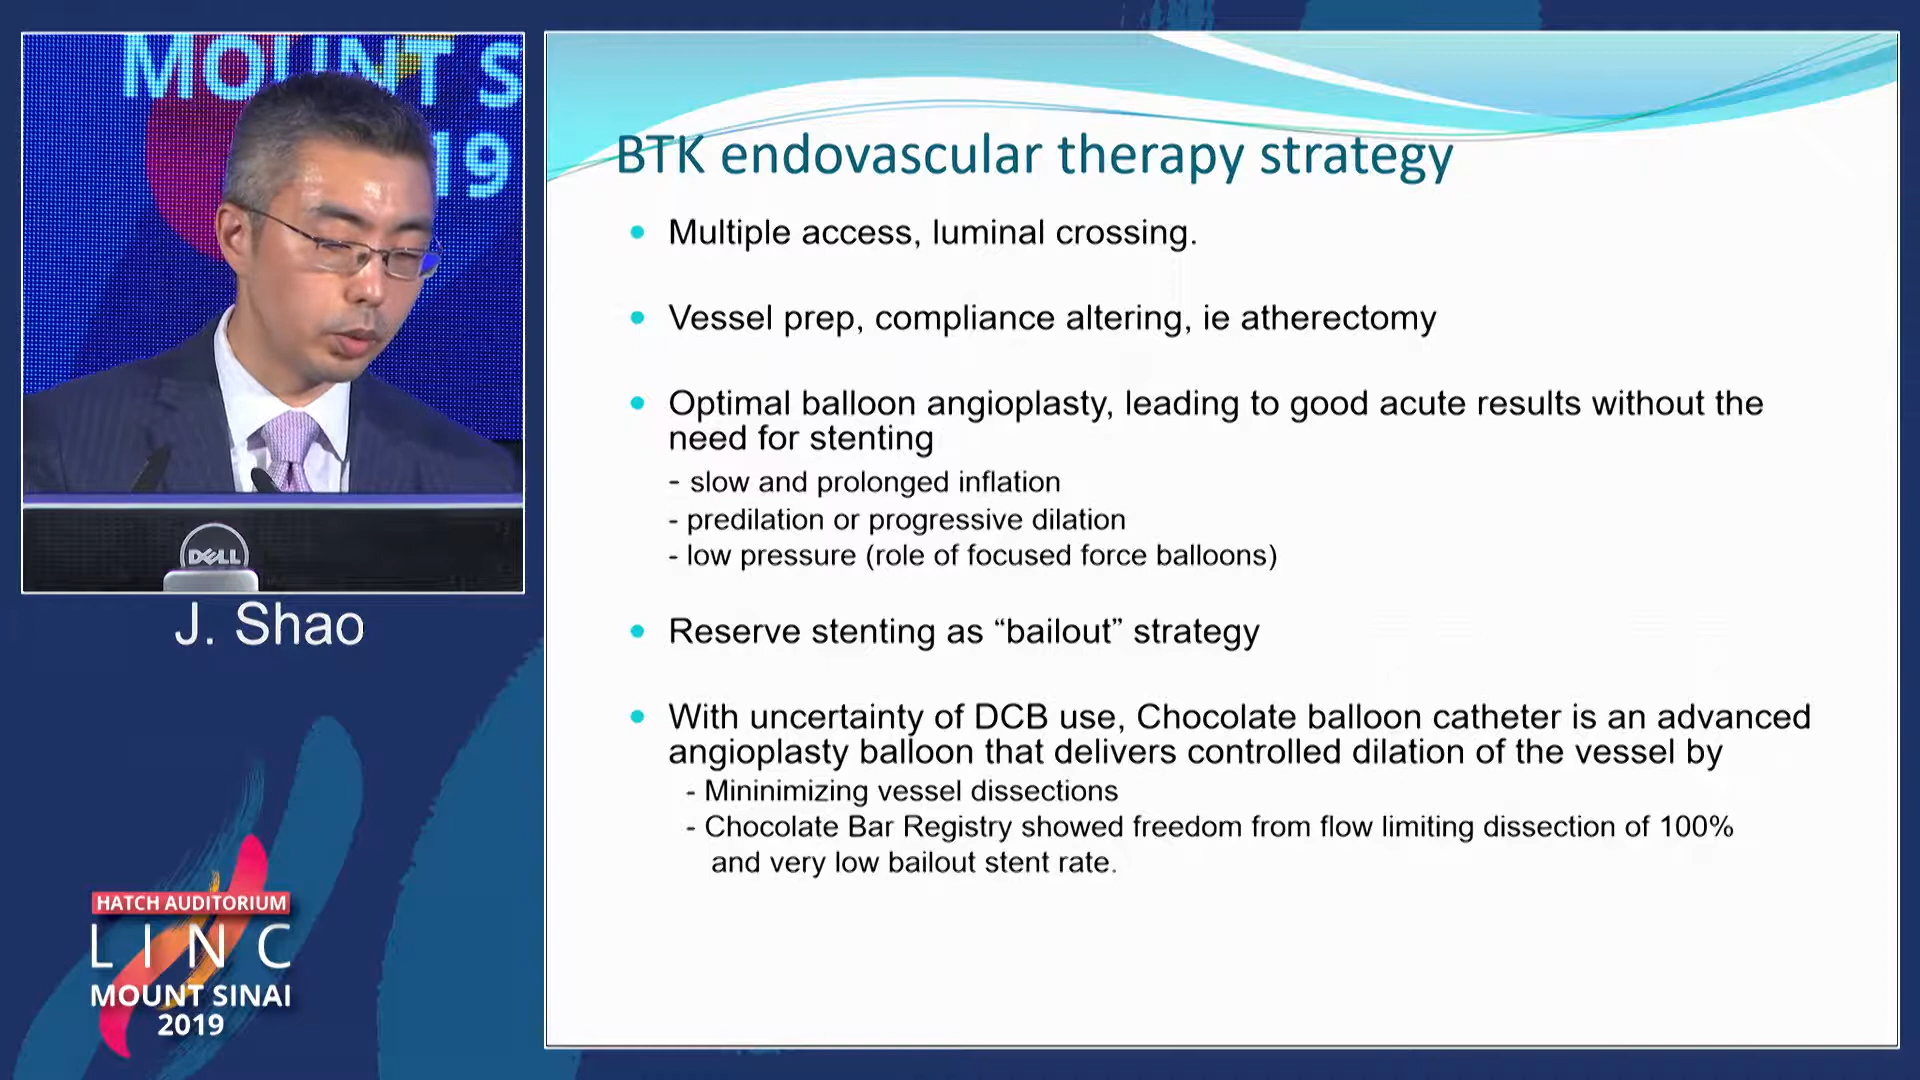 MOUNT S
19
DELL
J. Shao
HATCH AUDITORIUM
LINC
MOUNT SINAI
2019
BTK endovascular therapy strategy
• Multiple access, luminal crossing.
• Vessel prep, compliance altering, ie atherectomy
• Optimal balloon angioplasty, leading to good acute results without the
need for stenting
- slow and prolonged inflation
- predilation or progressive dilation
- low pressure (role of focused force balloons)
• Reserve stenting as “bailout” strategy
• With uncertainty of DCB use, Chocolate balloon catheter is an advanced
angioplasty balloon that delivers controlled dilation of the vessel by
- Mininimizing vessel dissections
- Chocolate Bar Registry showed freedom from flow limiting dissection of 100%
and very low bailout stent rate.